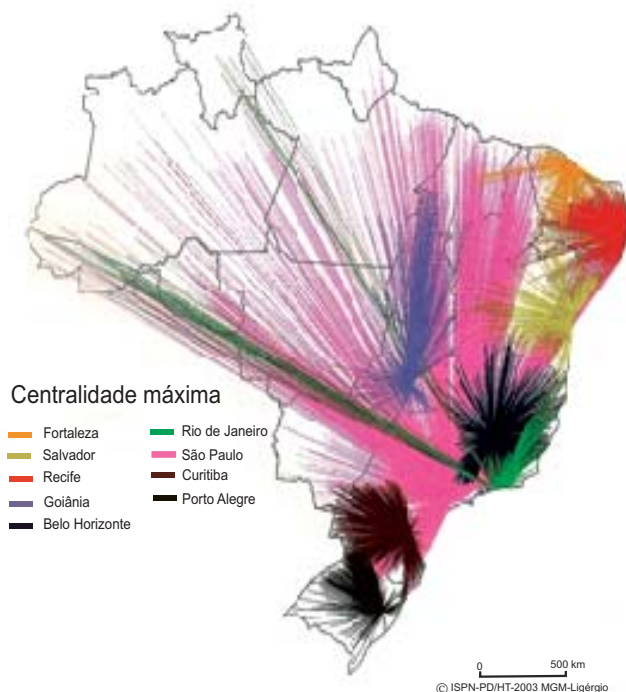 Centralidade máxima
Fortaleza
Salvador
Recife
Goiânia
Belo Horizonte
Rio de Janeiro
São Paulo
Curitiba
Porto Alegre
0 500 km
© ISPN-PD/HT-2003 MGM-Ligérgio